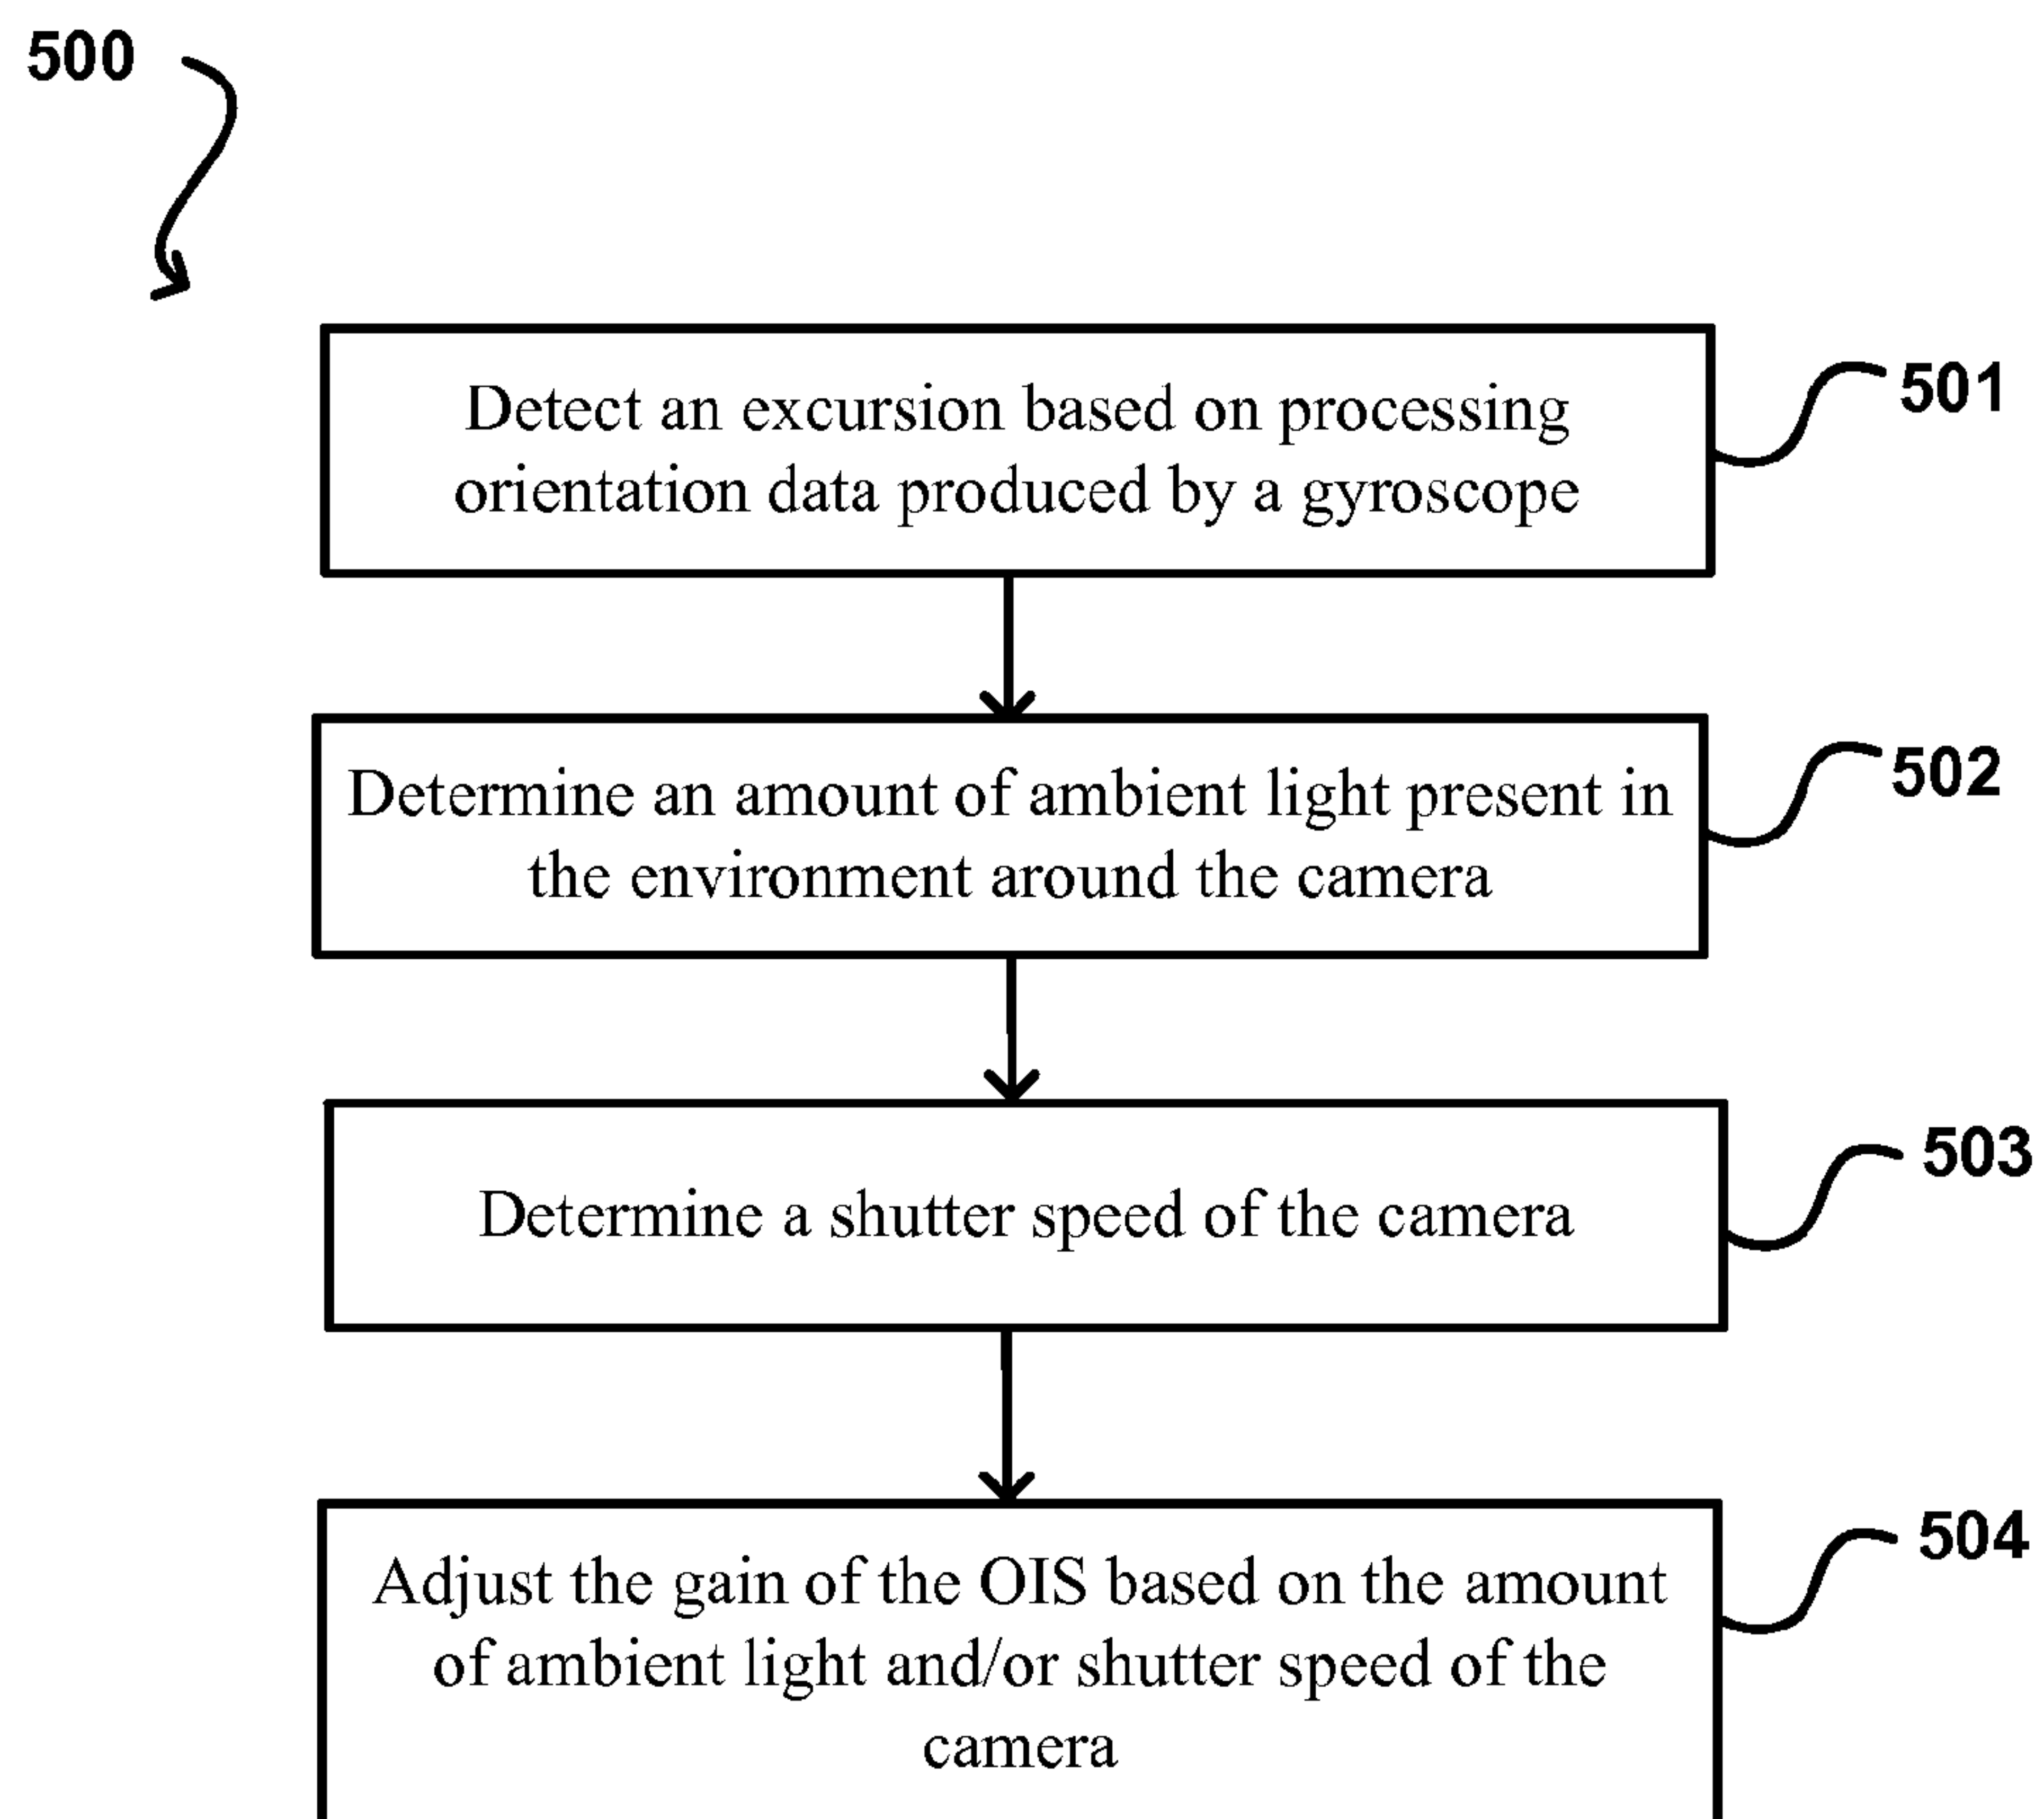 500
Detect an excursion based on processing
orientation data produced by a gyroscope
501
Determine an amount of ambient light present in
the environment around the camera
502
Determine a shutter speed of the camera
503
Adjust the gain of the OIS based on the amount
of ambient light and/or shutter speed of the
camera
504